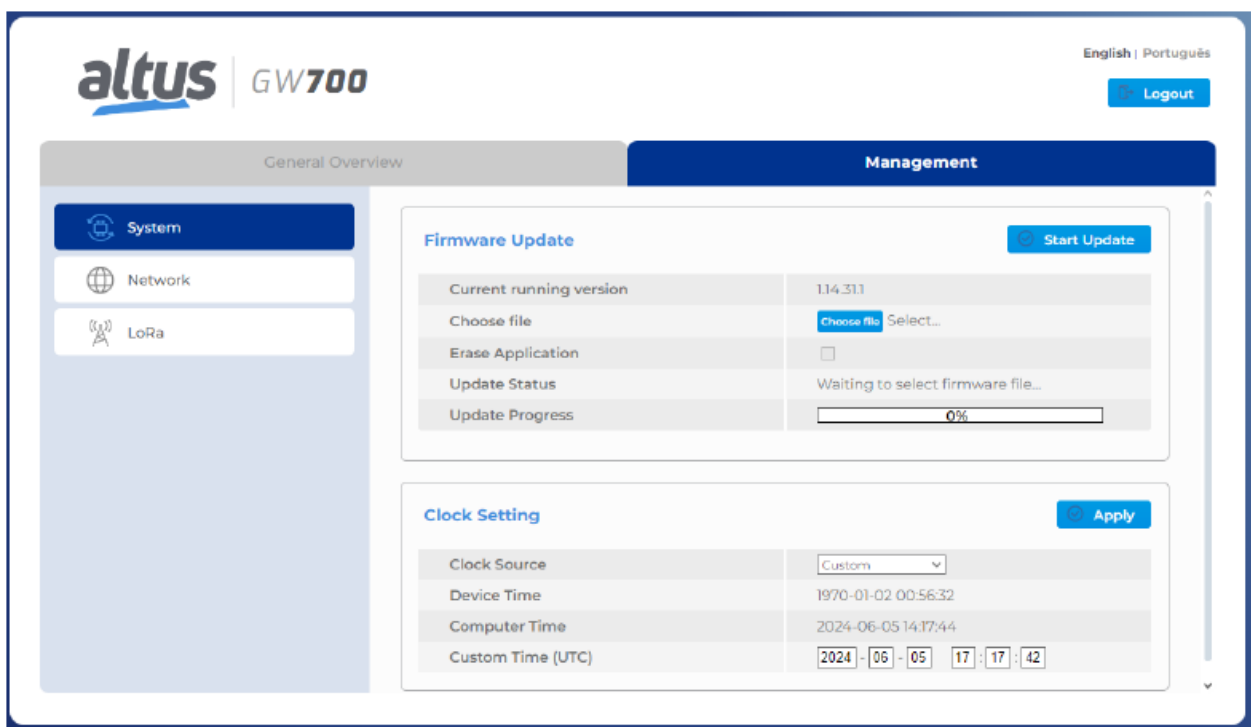 English | Português
altus GW700
Logout
General Overview Management
System
Network
LoRa
Firmware Update Start Update
Current running version 1.14.31.1
Choose file Choose file Select...
Erase Application
Update Status Waiting to select firmware file...
Update Progress 0%
Clock Setting Apply
Clock Source Custom
Device Time 1970-01-02 00:56:32
Computer Time 2024-06-05 14:17:44
Custom Time (UTC) 2024 - 06 - 05 17 : 17 : 42